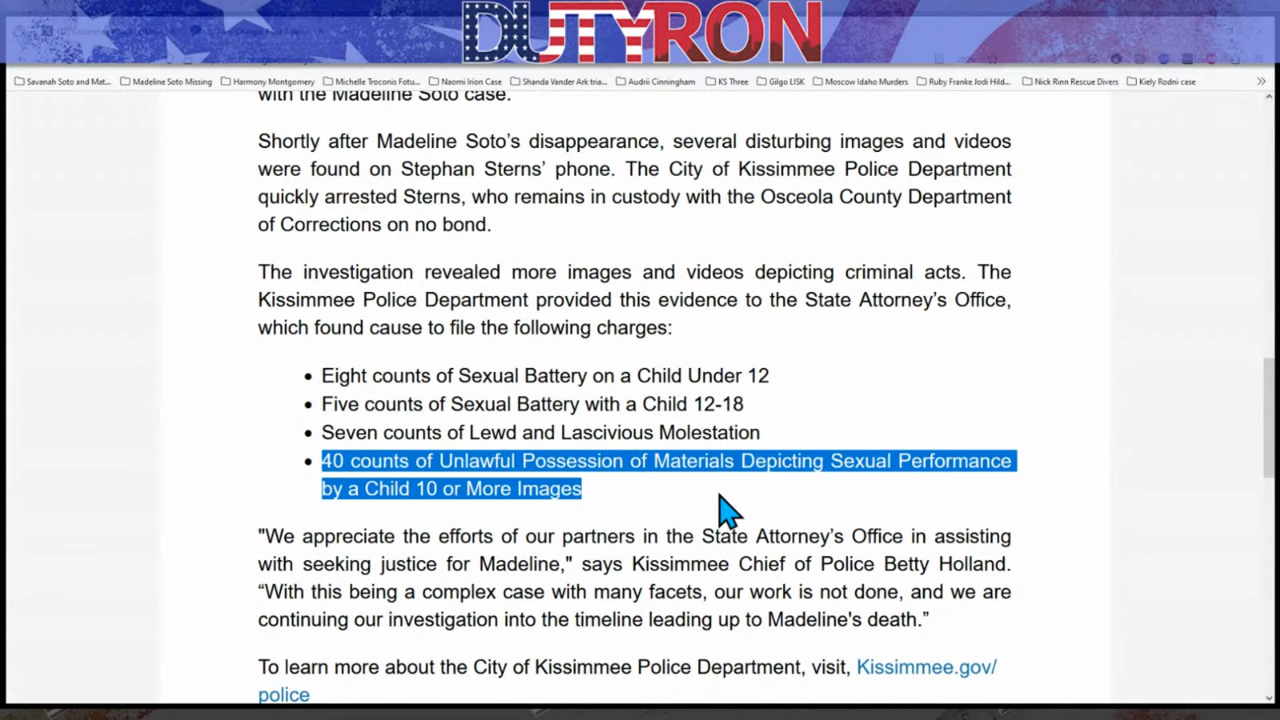 DUTYRON
Savanah Soto and Mat... Madeline Soto Missing Harmony Montgomery Michelle Troconis Fotu... Naomi Irion Case Shanda Vander Ark tria... Audrii Cinningham KS Three Gilgo LISK Moscow Idaho Murders Ruby Franke Jodi Hild... Nick Rinn Rescue Divers Kiely Rodni case
with the Madeline Soto case.
Shortly after Madeline Soto’s disappearance, several disturbing images and videos
were found on Stephan Sterns’ phone. The City of Kissimmee Police Department
quickly arrested Sterns, who remains in custody with the Osceola County Department
of Corrections on no bond.
The investigation revealed more images and videos depicting criminal acts. The
Kissimmee Police Department provided this evidence to the State Attorney’s Office,
which found cause to file the following charges:
• Eight counts of Sexual Battery on a Child Under 12
• Five counts of Sexual Battery with a Child 12-18
• Seven counts of Lewd and Lascivious Molestation
• 40 counts of Unlawful Possession of Materials Depicting Sexual Performance
by a Child 10 or More Images
"We appreciate the efforts of our partners in the State Attorney’s Office in assisting
with seeking justice for Madeline," says Kissimmee Chief of Police Betty Holland.
“With this being a complex case with many facets, our work is not done, and we are
continuing our investigation into the timeline leading up to Madeline's death.”
To learn more about the City of Kissimmee Police Department, visit, Kissimmee.gov/
police